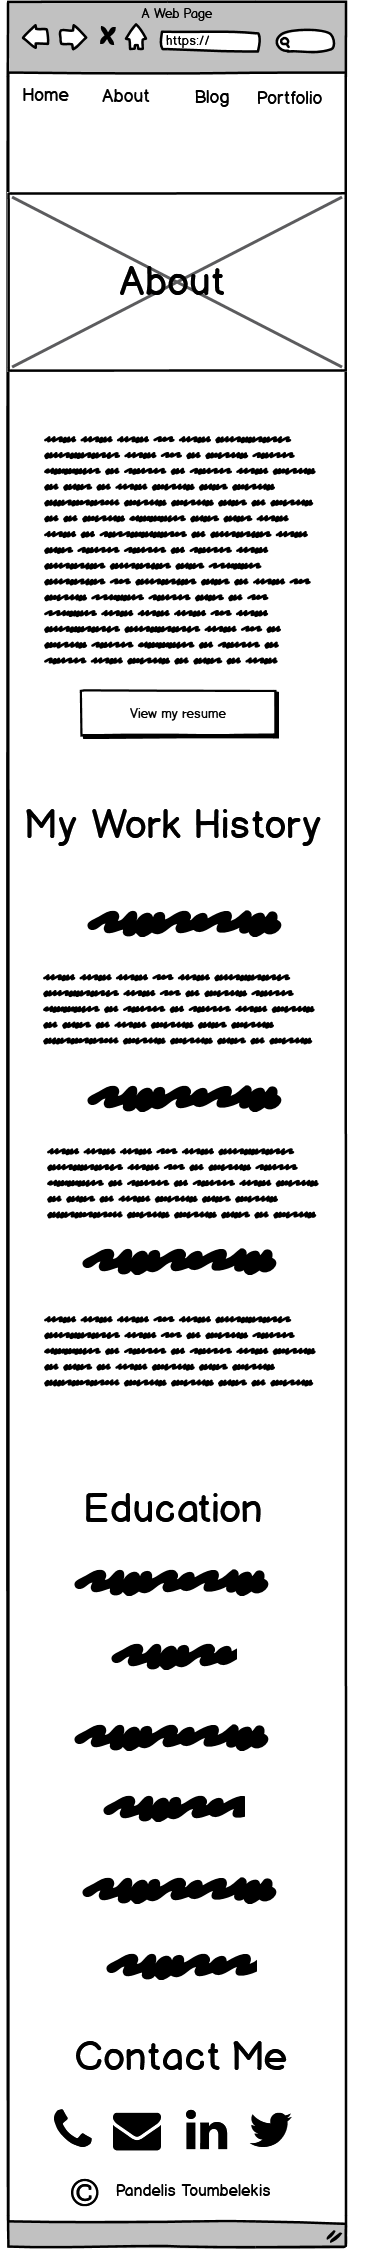 A Web Page
https://
Home About Blog Portfolio
About
View my resume
My Work History
Education
Contact Me
in
© Pandelis Toumbelekis